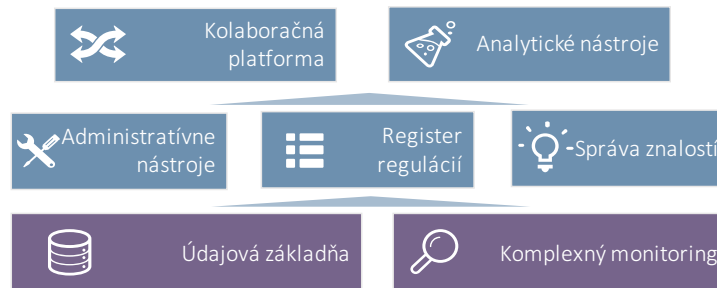 Kolaboračná
platforma
Analytické nástroje
Administratívne
nástroje
Register
regulácií
Správa znalostí
Údajová základňa
Komplexný monitoring